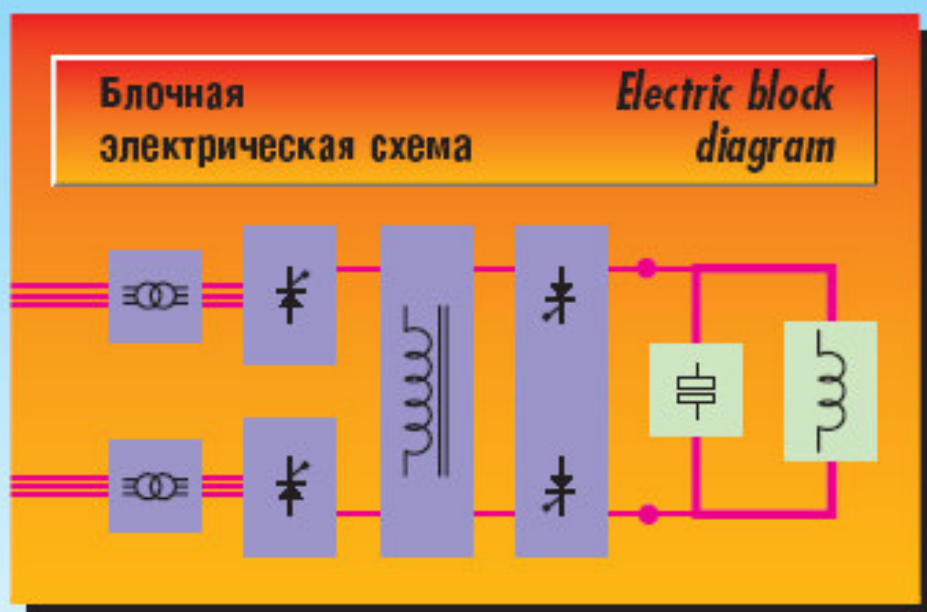 Блочная
электрическая схема
Electric block
diagram